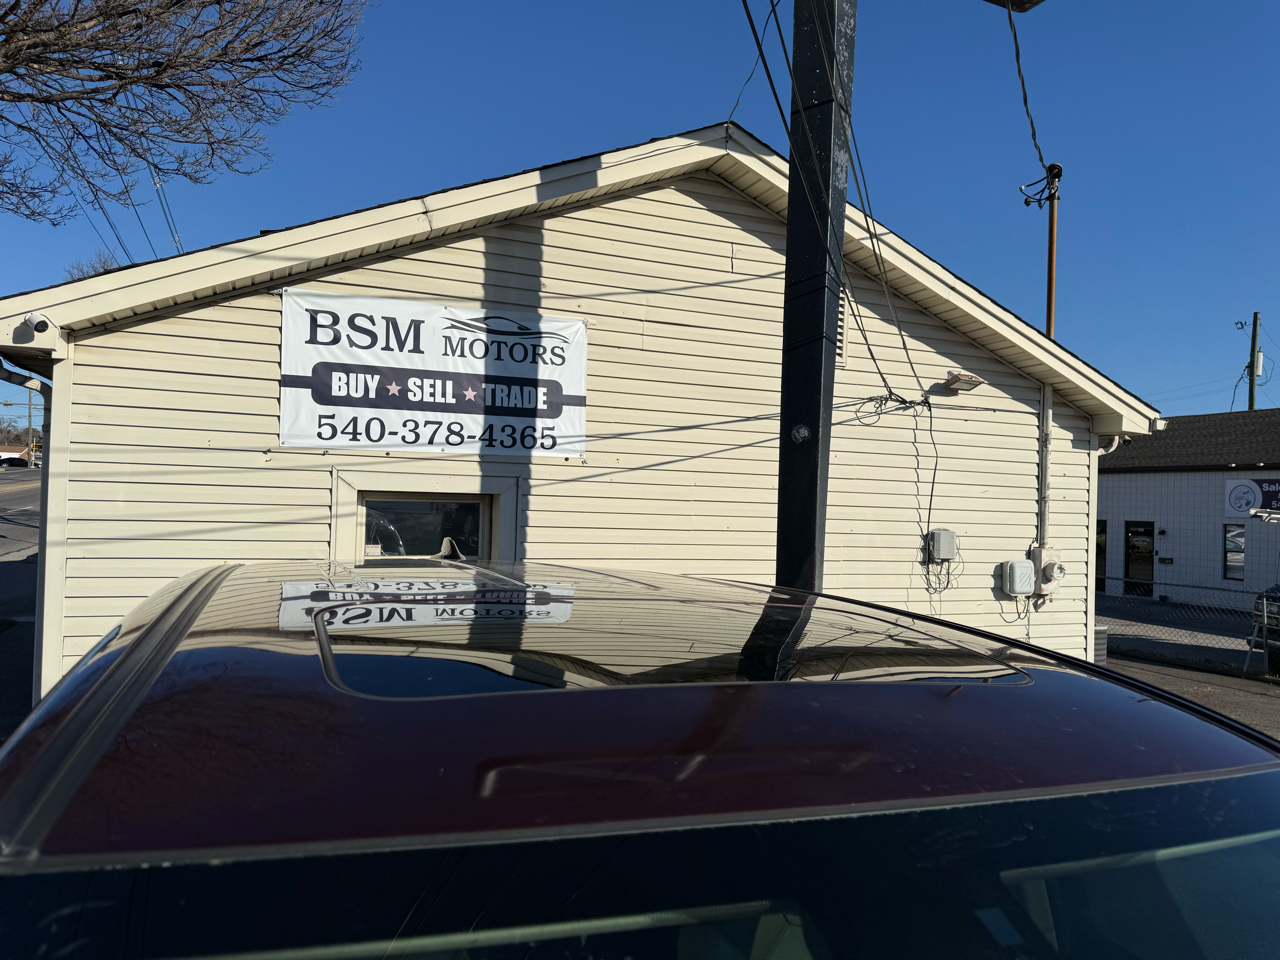 BSM MOTORS
BUY ★ SELL ★ TRADE
540-378-4365